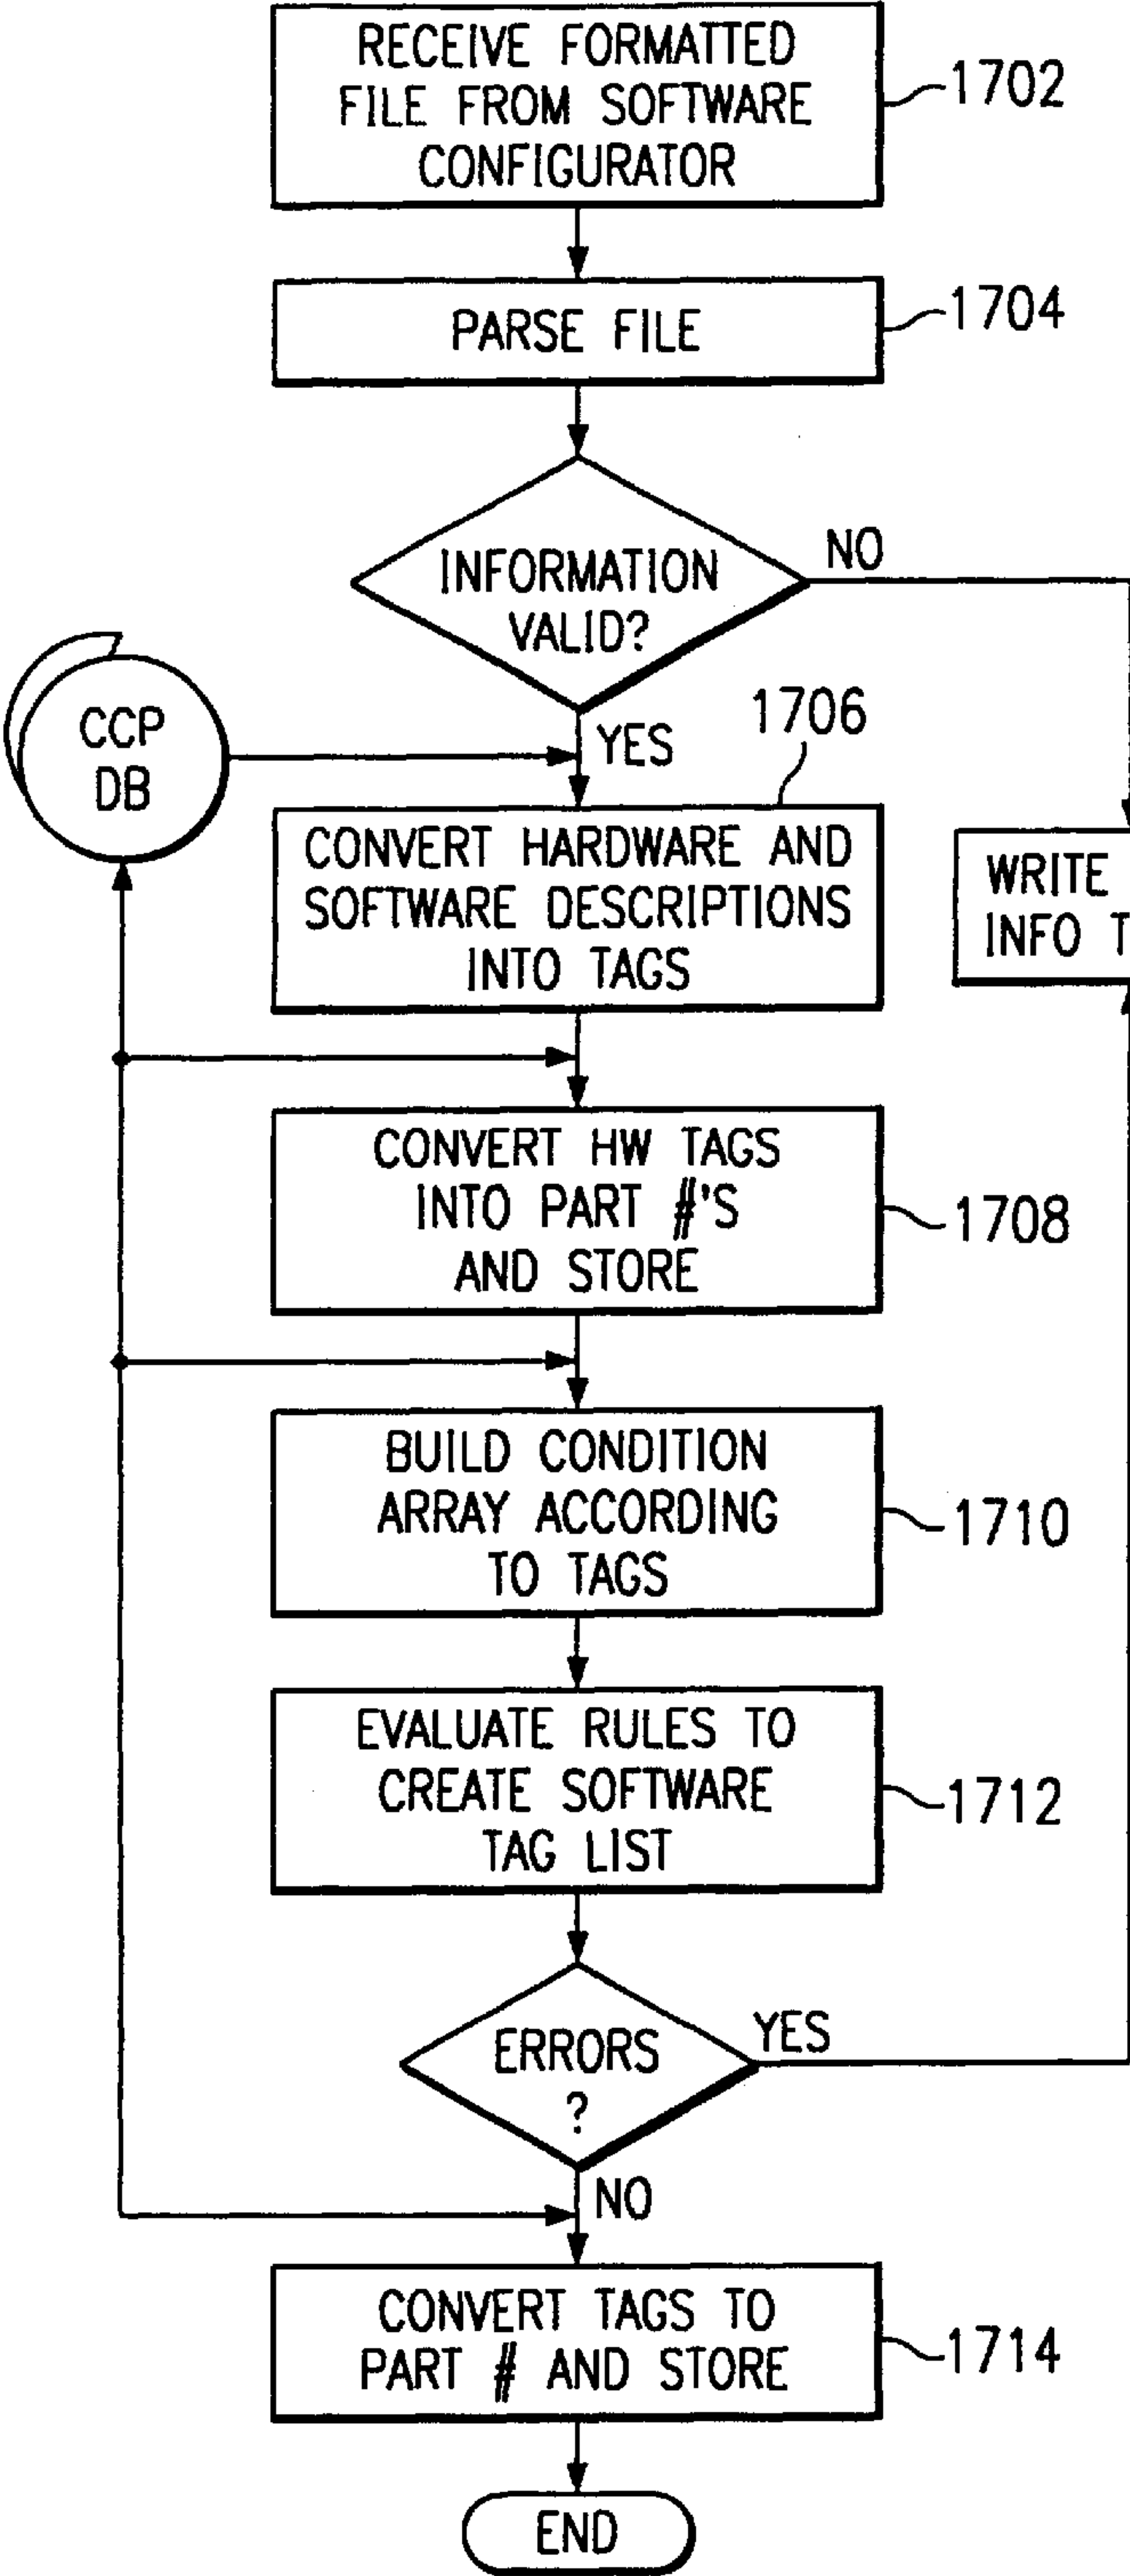 RECEIVE FORMATTED
FILE FROM SOFTWARE
CONFIGURATOR
1702
PARSE FILE
1704
INFORMATION
VALID?
NO
CCP
DB
YES
1706
CONVERT HARDWARE AND
SOFTWARE DESCRIPTIONS
INTO TAGS
WRITE
INFO T
CONVERT HW TAGS
INTO PART #'S
AND STORE
1708
BUILD CONDITION
ARRAY ACCORDING
TO TAGS
1710
EVALUATE RULES TO
CREATE SOFTWARE
TAG LIST
1712
ERRORS
?
YES
NO
CONVERT TAGS TO
PART # AND STORE
1714
END